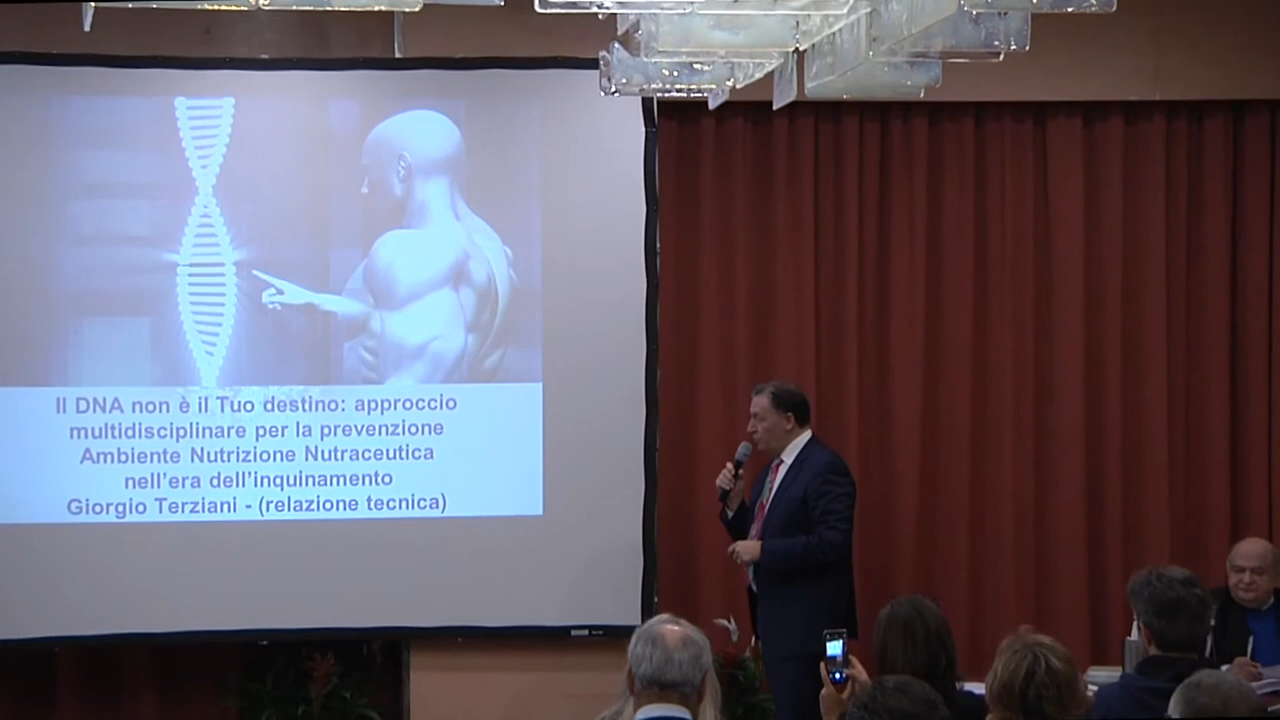 Il DNA non è il Tuo destino: approccio
multidisciplinare per la prevenzione
Ambiente Nutrizione Nutraceutica
nell'era dell'inquinamento
Giorgio Terziani - (relazione tecnica)